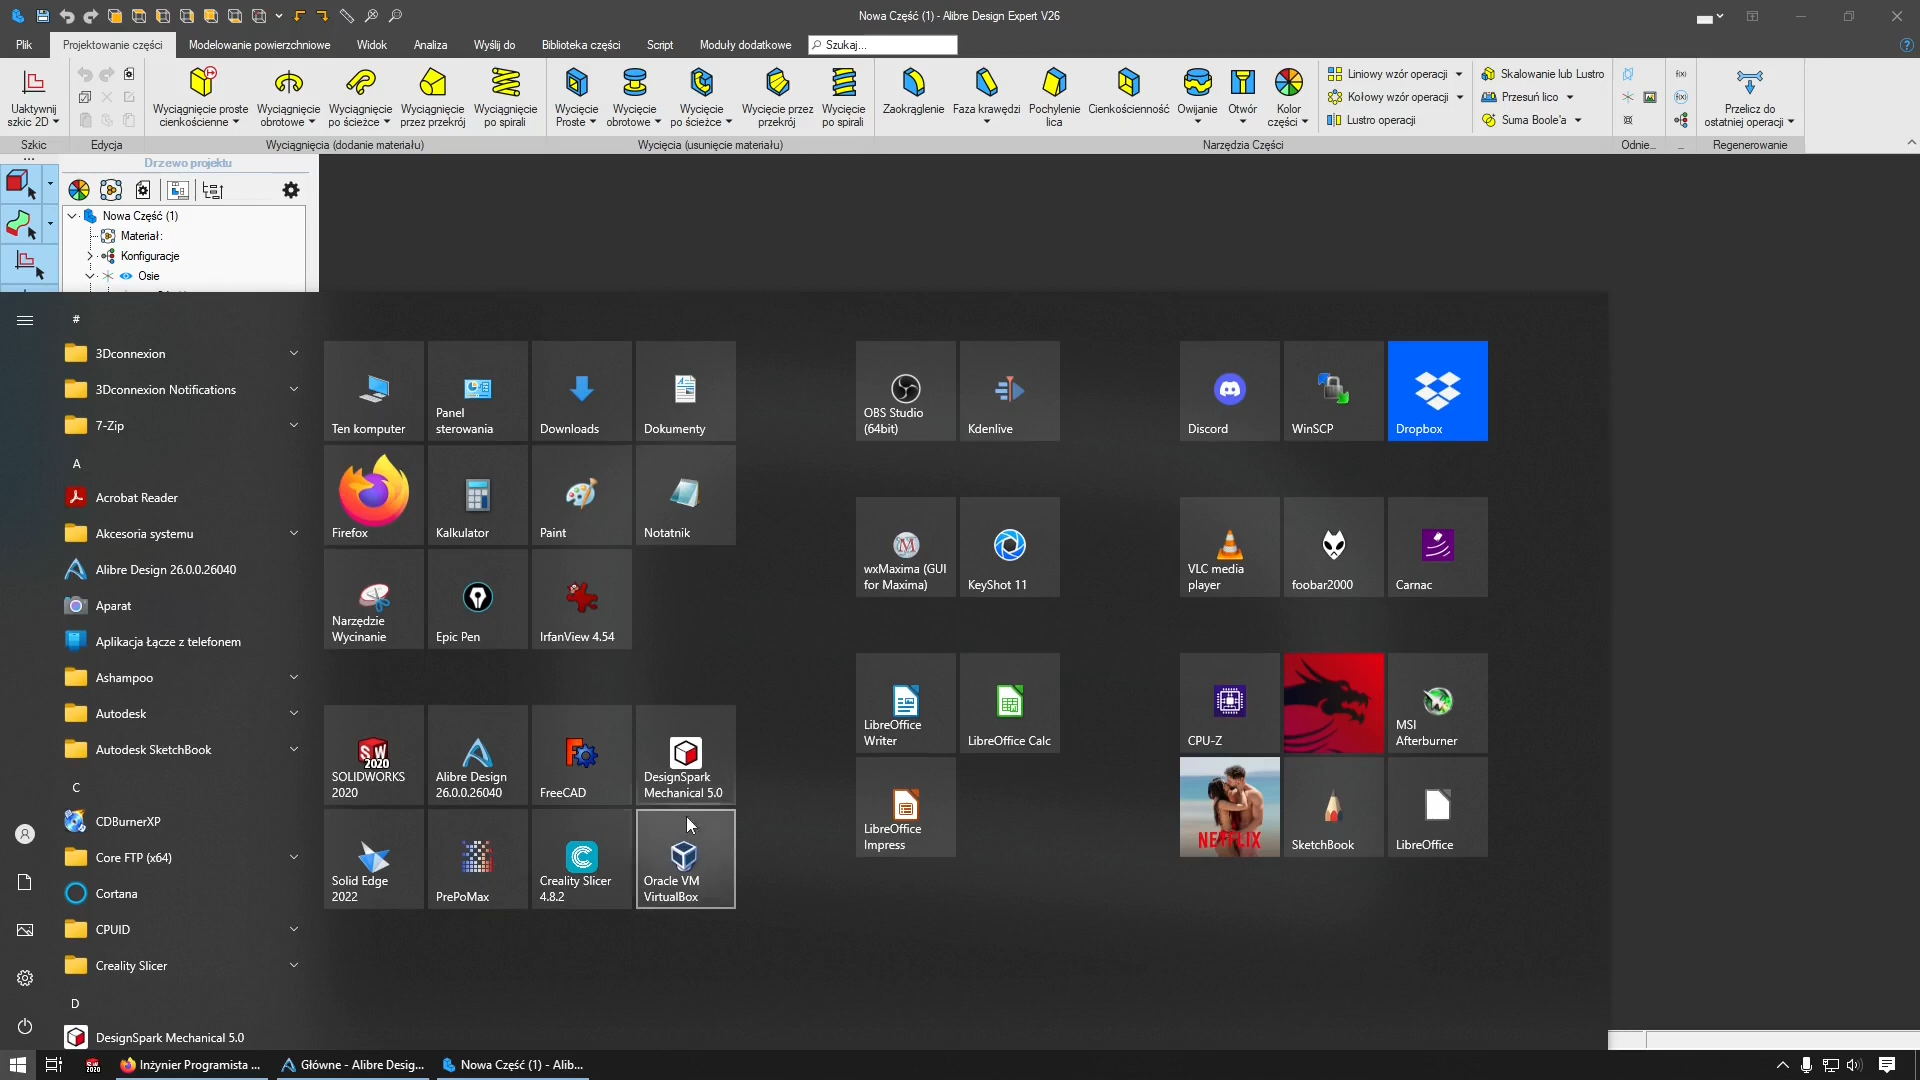 Nowa Część (1) - Alibre Design Expert V26
Plik
Projektowanie części
Modelowanie powierzchniowe
Widok
Analiza
Wyślij do
Biblioteka części
Script
Moduły dodatkowe
Szukaj...
Uaktywnij
szkic 2D
Wyciągnięcie proste
cienkościenne
Wyciągnięcie
obrotowe
Wyciągnięcie
po ścieżce
Wyciągnięcie
przez przekrój
Wyciągnięcie
po spirali
Wycięcie
Proste
Wycięcie
obrotowe
Wycięcie
po ścieżce
Wycięcie przez
przekrój
Wycięcie
po spirali
Zaokrąglenie
Faza krawędzi
Pochylenie
lica
Cienkościenność
Owijanie
Otwór
Kolor
części
Liniowy wzór operacji
Kołowy wzór operacji
Lustro operacji
Skalowanie lub Lustro
Przesuń lico
Suma Boole'a
Przelicz do
ostatniej operacji
Szkic
Edycja
Wyciągnięcia (dodanie materiału)
Wycięcia (usunięcie materiału)
Narzędzia Części
Odnie...
...
Regenerowanie
Drzewo projektu
Nowa Część (1)
Materiał:
Konfiguracje
Osie
#
3Dconnexion
3Dconnexion Notifications
7-Zip
A
Acrobat Reader
Akcesoria systemu
Alibre Design 26.0.0.26040
Aparat
Aplikacja Łącze z telefonem
Ashampoo
Autodesk
Autodesk SketchBook
C
CDBurnerXP
Core FTP (x64)
Cortana
CPUID
Creality Slicer
D
DesignSpark Mechanical 5.0
Ten komputer
Panel
sterowania
Downloads
Dokumenty
Firefox
Kalkulator
Paint
Notatnik
Narzędzie
Wycinanie
Epic Pen
IrfanView 4.54
SW
2020
SOLIDWORKS
2020
Alibre Design
26.0.0.26040
FreeCAD
DesignSpark
Mechanical 5.0
Solid Edge
2022
PrePoMax
Creality Slicer
4.8.2
Oracle VM
VirtualBox
OBS Studio
(64bit)
Kdenlive
wxMaxima (GUI
for Maxima)
KeyShot 11
LibreOffice
Writer
LibreOffice Calc
LibreOffice
Impress
Discord
WinSCP
Dropbox
VLC media
player
foobar2000
Carnac
CPU-Z
MSI
Afterburner
NETFLIX
SketchBook
LibreOffice
Inżynier Programista ...
Główne - Alibre Desig...
Nowa Część (1) - Alib...